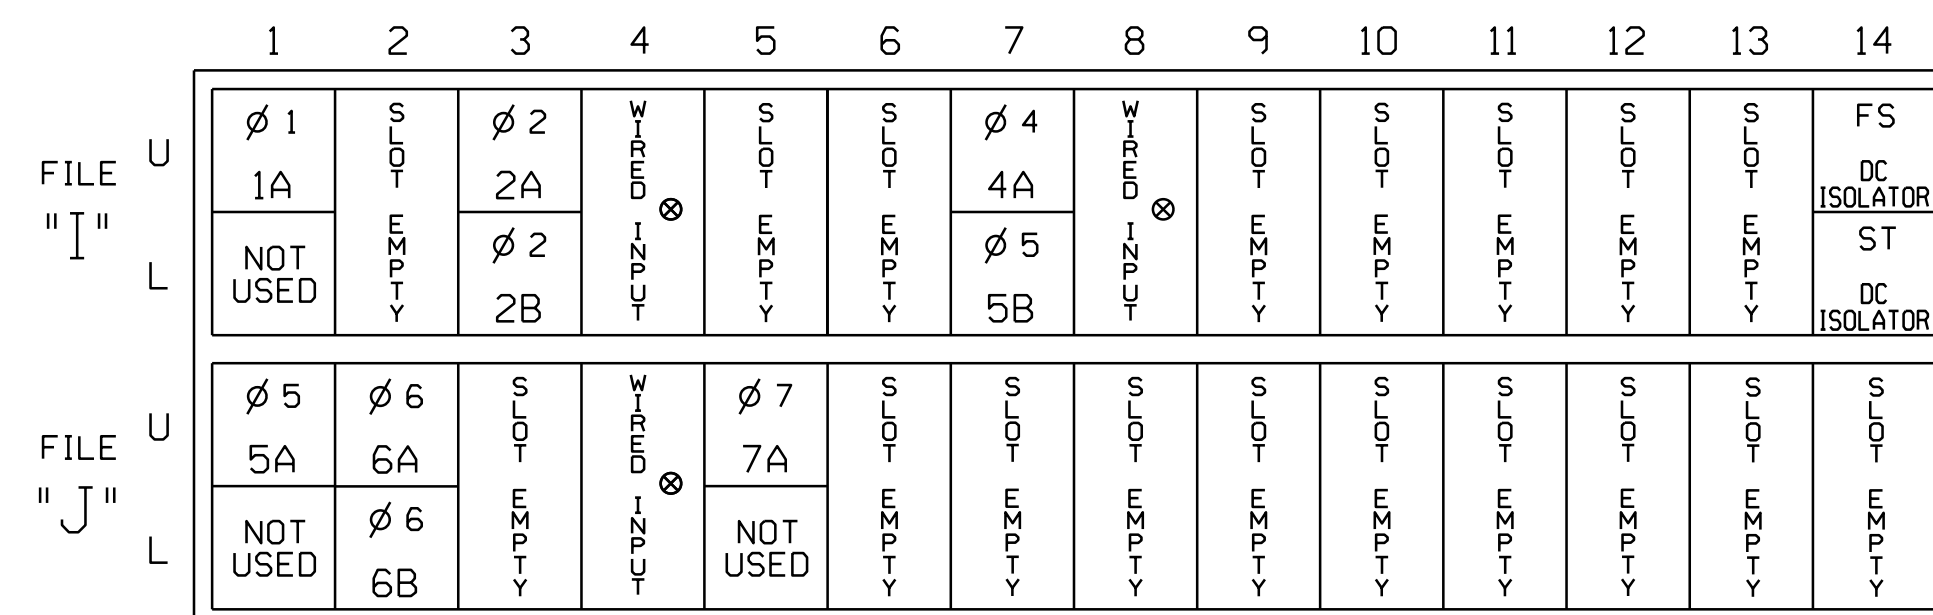 1 2 3 4 5 6 7 8 9 10 11 12 13 14
FILE "I"
U
L
Ø 1
1A
NOT
USED
SLOT EMPTY
Ø 2
2A
Ø 2
2B
WIRED INPUT
SLOT EMPTY
SLOT EMPTY
Ø 4
4A
Ø 5
5B
WIRED INPUT
SLOT EMPTY
SLOT EMPTY
SLOT EMPTY
SLOT EMPTY
SLOT EMPTY
FS
DC
ISOLATOR
ST
DC
ISOLATOR
FILE "J"
U
L
Ø 5
5A
NOT
USED
Ø 6
6A
Ø 6
6B
SLOT EMPTY
WIRED INPUT
Ø 7
7A
NOT
USED
SLOT EMPTY
SLOT EMPTY
SLOT EMPTY
SLOT EMPTY
SLOT EMPTY
SLOT EMPTY
SLOT EMPTY
SLOT EMPTY
SLOT EMPTY